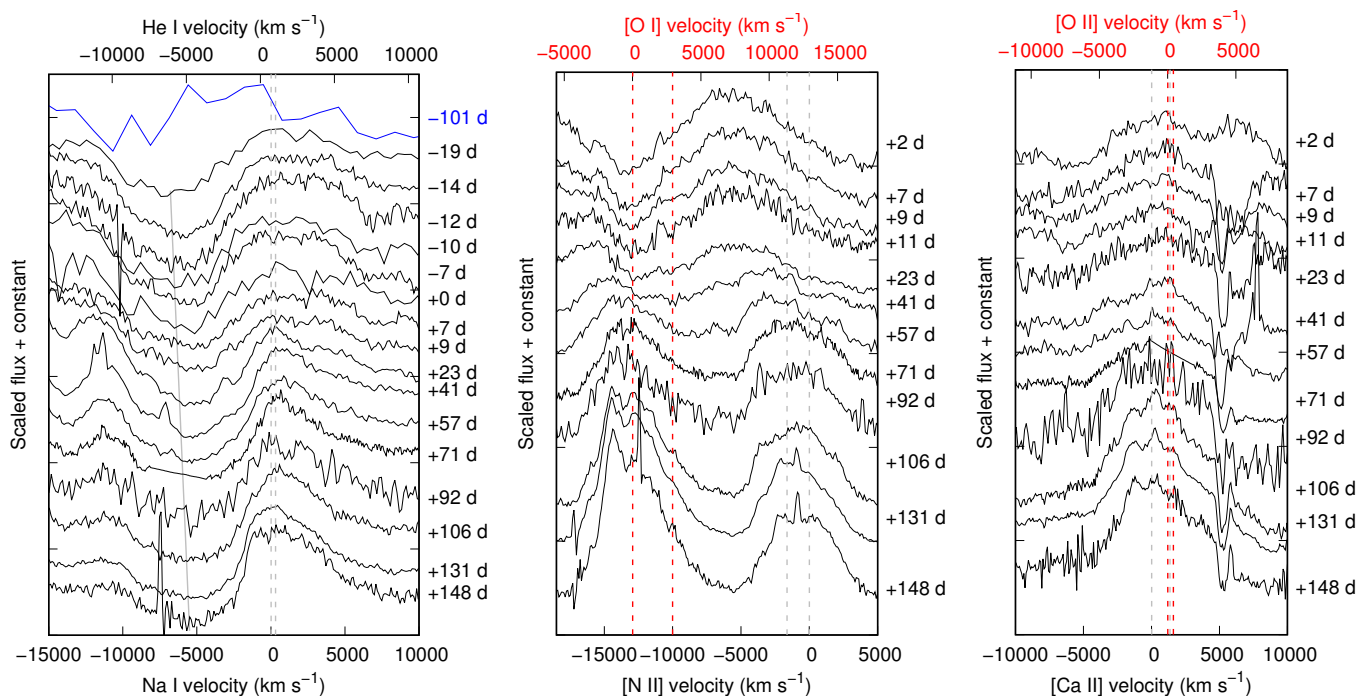 He I velocity (km s⁻¹)
−10000 −5000 0 5000 10000
Scaled flux + constant
−101 d
−19 d
−14 d
−12 d
−10 d
−7 d
+0 d
+7 d
+9 d
+23 d
+41 d
+57 d
+71 d
+92 d
+106 d
+131 d
+148 d
−15000 −10000 −5000 0 5000 10000
Na I velocity (km s⁻¹)
[O I] velocity (km s⁻¹)
−5000 0 5000 10000 15000
Scaled flux + constant
+2 d
+7 d
+9 d
+11 d
+23 d
+41 d
+57 d
+71 d
+92 d
+106 d
+131 d
+148 d
−15000 −10000 −5000 0 5000
[N II] velocity (km s⁻¹)
[O II] velocity (km s⁻¹)
−10000 −5000 0 5000
Scaled flux + constant
+2 d
+7 d
+9 d
+11 d
+23 d
+41 d
+57 d
+71 d
+92 d
+106 d
+131 d
+148 d
−10000 −5000 0 5000 10000
[Ca II] velocity (km s⁻¹)